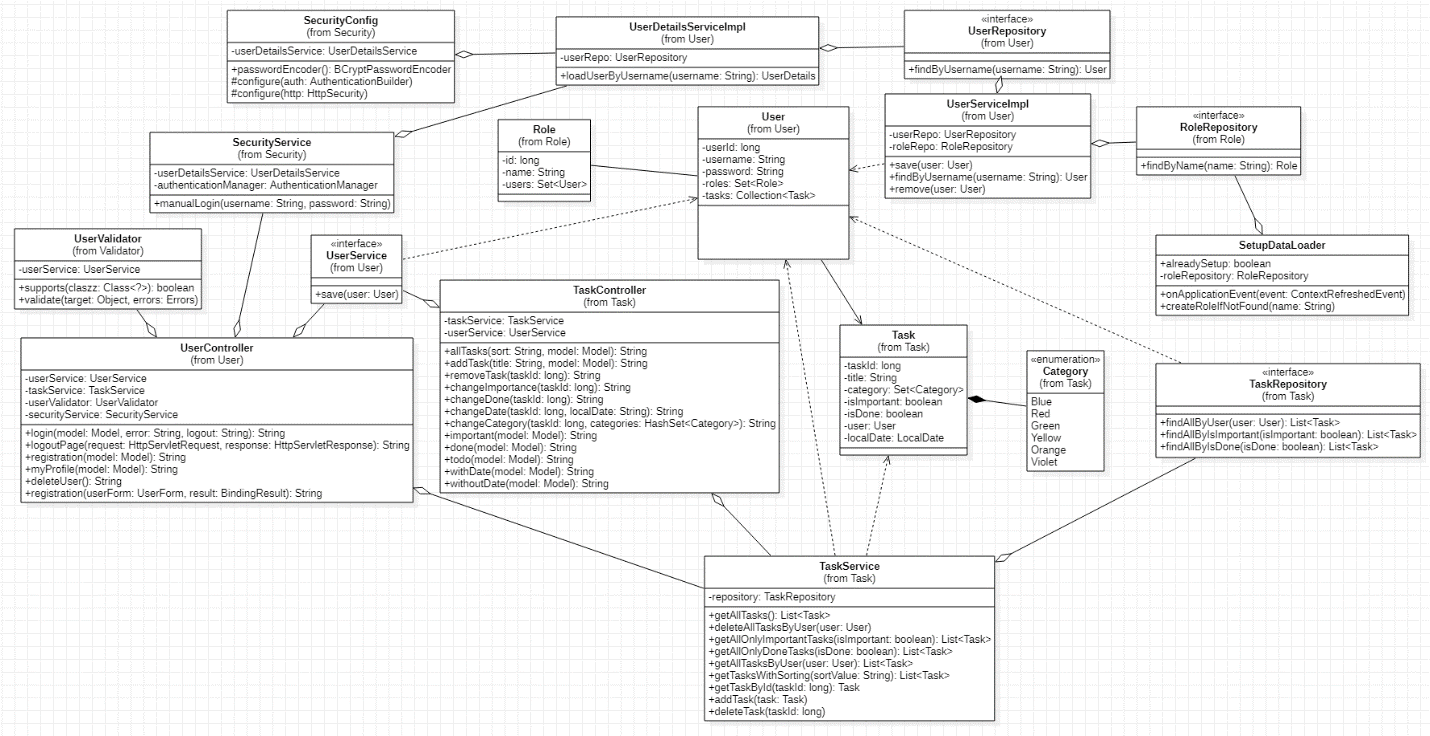 SecurityConfig
(from Security)
-userDetailsService: UserDetailsService
+passwordEncoder(): BCryptPasswordEncoder
#configure(auth: AuthenticationBuilder)
#configure(http: HttpSecurity)
UserDetailsServiceImpl
(from User)
-userRepo: UserRepository
+loadUserByUsername(username: String): UserDetails
«interface»
UserRepository
(from User)
+findByUsername(username: String): User
SecurityService
(from Security)
-userDetailsService: UserDetailsService
-authenticationManager: AuthenticationManager
+manualLogin(username: String, password: String)
Role
(from Role)
-id: long
-name: String
-users: Set<User>
User
(from User)
-userId: long
-username: String
-password: String
-roles: Set<Role>
-tasks: Collection<Task>
UserServiceImpl
(from User)
-userRepo: UserRepository
-roleRepo: RoleRepository
+save(user: User)
+findByUsername(username: String): User
+remove(user: User)
«interface»
RoleRepository
(from Role)
+findByName(name: String): Role
UserValidator
(from Validator)
-userService: UserService
+supports(claszz: Class<?>): boolean
+validate(target: Object, errors: Errors)
«interface»
UserService
(from User)
+save(user: User)
SetupDataLoader
+alreadySetup: boolean
-roleRepository: RoleRepository
+onApplicationEvent(event: ContextRefreshedEvent)
+createRoleIfNotFound(name: String)
TaskController
(from Task)
-taskService: TaskService
-userService: UserService
+allTasks(sort: String, model: Model): String
+addTask(title: String, model: Model): String
+removeTask(taskId: long): String
+changeImportance(taskId: long): String
+changeDone(taskId: long): String
+changeDate(taskId: long, localDate: String): String
+changeCategory(taskId: long, categories: HashSet<Category>): String
+important(model: Model): String
+done(model: Model): String
+todo(model: Model): String
+withDate(model: Model): String
+withoutDate(model: Model): String
UserController
(from User)
-userService: UserService
-taskService: TaskService
-userValidator: UserValidator
-securityService: SecurityService
+login(model: Model, error: String, logout: String): String
+logoutPage(request: HttpServletRequest, response: HttpServletResponse): String
+registration(model: Model): String
+myProfile(model: Model): String
+deleteUser(): String
+registration(userForm: UserForm, result: BindingResult): String
Task
(from Task)
-taskId: long
-title: String
-category: Set<Category>
-isImportant: boolean
-isDone: boolean
-user: User
-localDate: LocalDate
«enumeration»
Category
(from Task)
Blue
Red
Green
Yellow
Orange
Violet
«interface»
TaskRepository
(from Task)
+findAllByUser(user: User): List<Task>
+findAllByIsImportant(isImportant: boolean): List<Task>
+findAllByIsDone(isDone: boolean): List<Task>
TaskService
(from Task)
-repository: TaskRepository
+getAllTasks(): List<Task>
+deleteAllTasksByUser(user: User)
+getAllOnlyImportantTasks(isImportant: boolean): List<Task>
+getAllOnlyDoneTasks(isDone: boolean): List<Task>
+getAllTasksByUser(user: User): List<Task>
+getTasksWithSorting(sortValue: String): List<Task>
+getTaskById(taskId: long): Task
+addTask(task: Task)
+deleteTask(taskId: long)